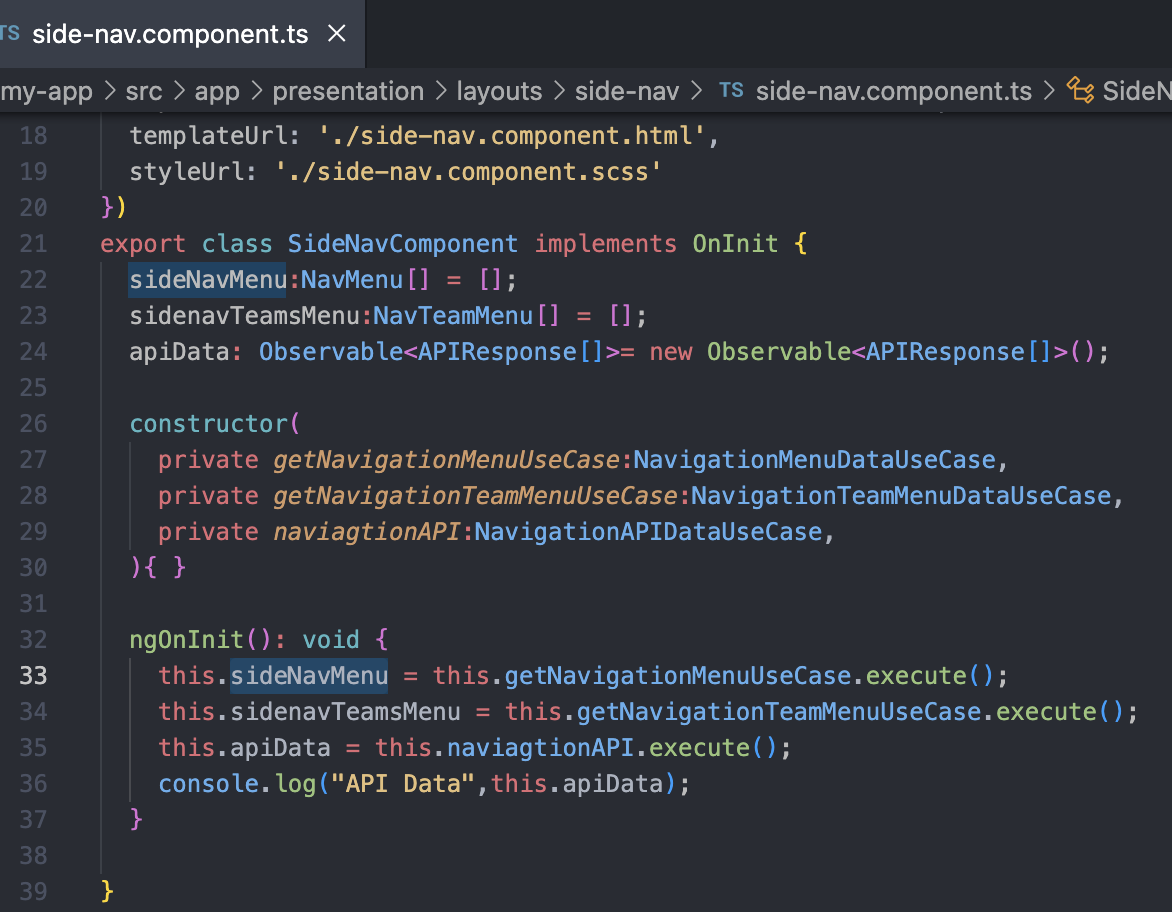 TS side-nav.component.ts ×
my-app > src > app > presentation > layouts > side-nav > TS side-nav.component.ts > SideN
18 templateUrl: './side-nav.component.html',
19 styleUrl: './side-nav.component.scss'
20 })
21 export class SideNavComponent implements OnInit {
22 sideNavMenu:NavMenu[] = [];
23 sidenavTeamsMenu:NavTeamMenu[] = [];
24 apiData: Observable<APIResponse[]>= new Observable<APIResponse[]>();
25
26 constructor(
27 private getNavigationMenuUseCase:NavigationMenuDataUseCase,
28 private getNavigationTeamMenuUseCase:NavigationTeamMenuDataUseCase,
29 private naviagtionAPI:NavigationAPIDataUseCase,
30 ){ }
31
32 ngOnInit(): void {
33 this.sideNavMenu = this.getNavigationMenuUseCase.execute();
34 this.sidenavTeamsMenu = this.getNavigationTeamMenuUseCase.execute();
35 this.apiData = this.naviagtionAPI.execute();
36 console.log("API Data",this.apiData);
37 }
38
39 }